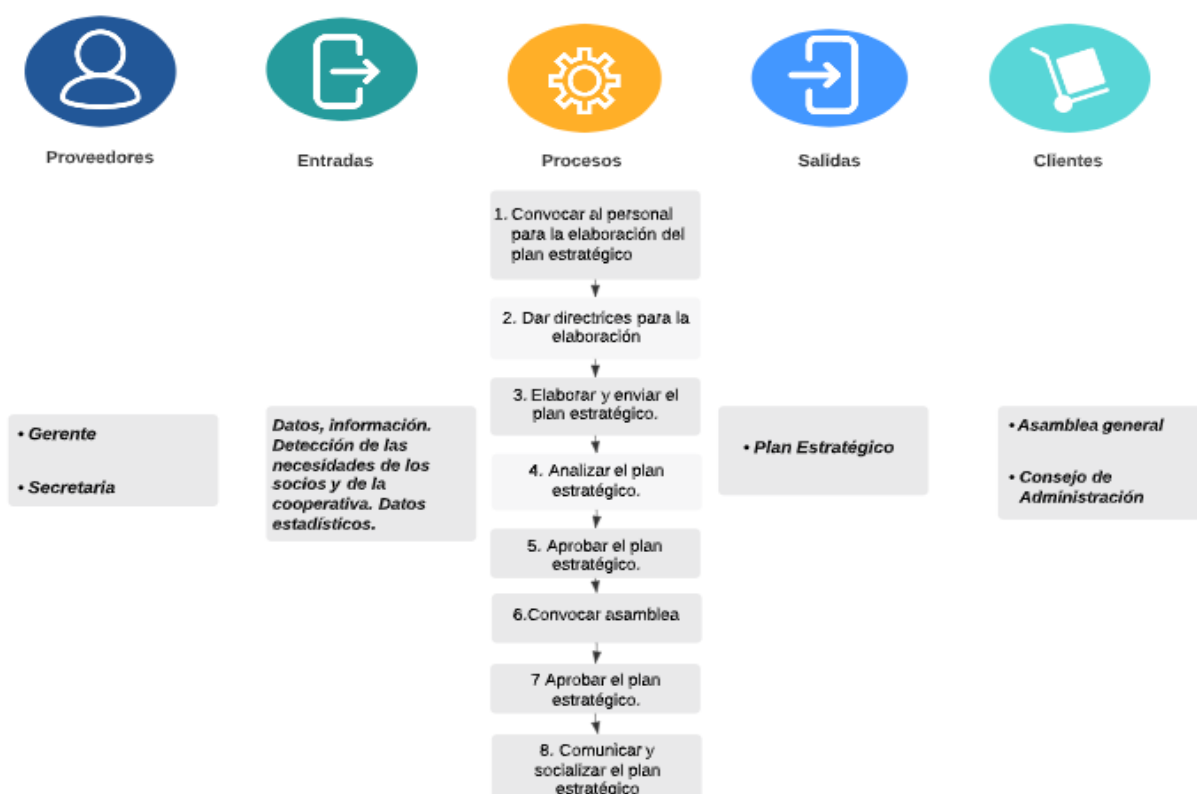 Proveedores
Entradas
Procesos
Salidas
Clientes
• Gerente
• Secretaria
Datos, información.
Detección de las
necesidades de los
socios y de la
cooperativa. Datos
estadísticos.
1. Convocar al personal
para la elaboración del
plan estratégico
2. Dar directrices para la
elaboración
3. Elaborar y enviar el
plan estratégico.
4. Analizar el plan
estratégico.
5. Aprobar el plan
estratégico.
6.Convocar asamblea
7 Aprobar el plan
estratégico.
8. Comunicar y
socializar el plan
estratégico
• Plan Estratégico
• Asamblea general
• Consejo de
Administración